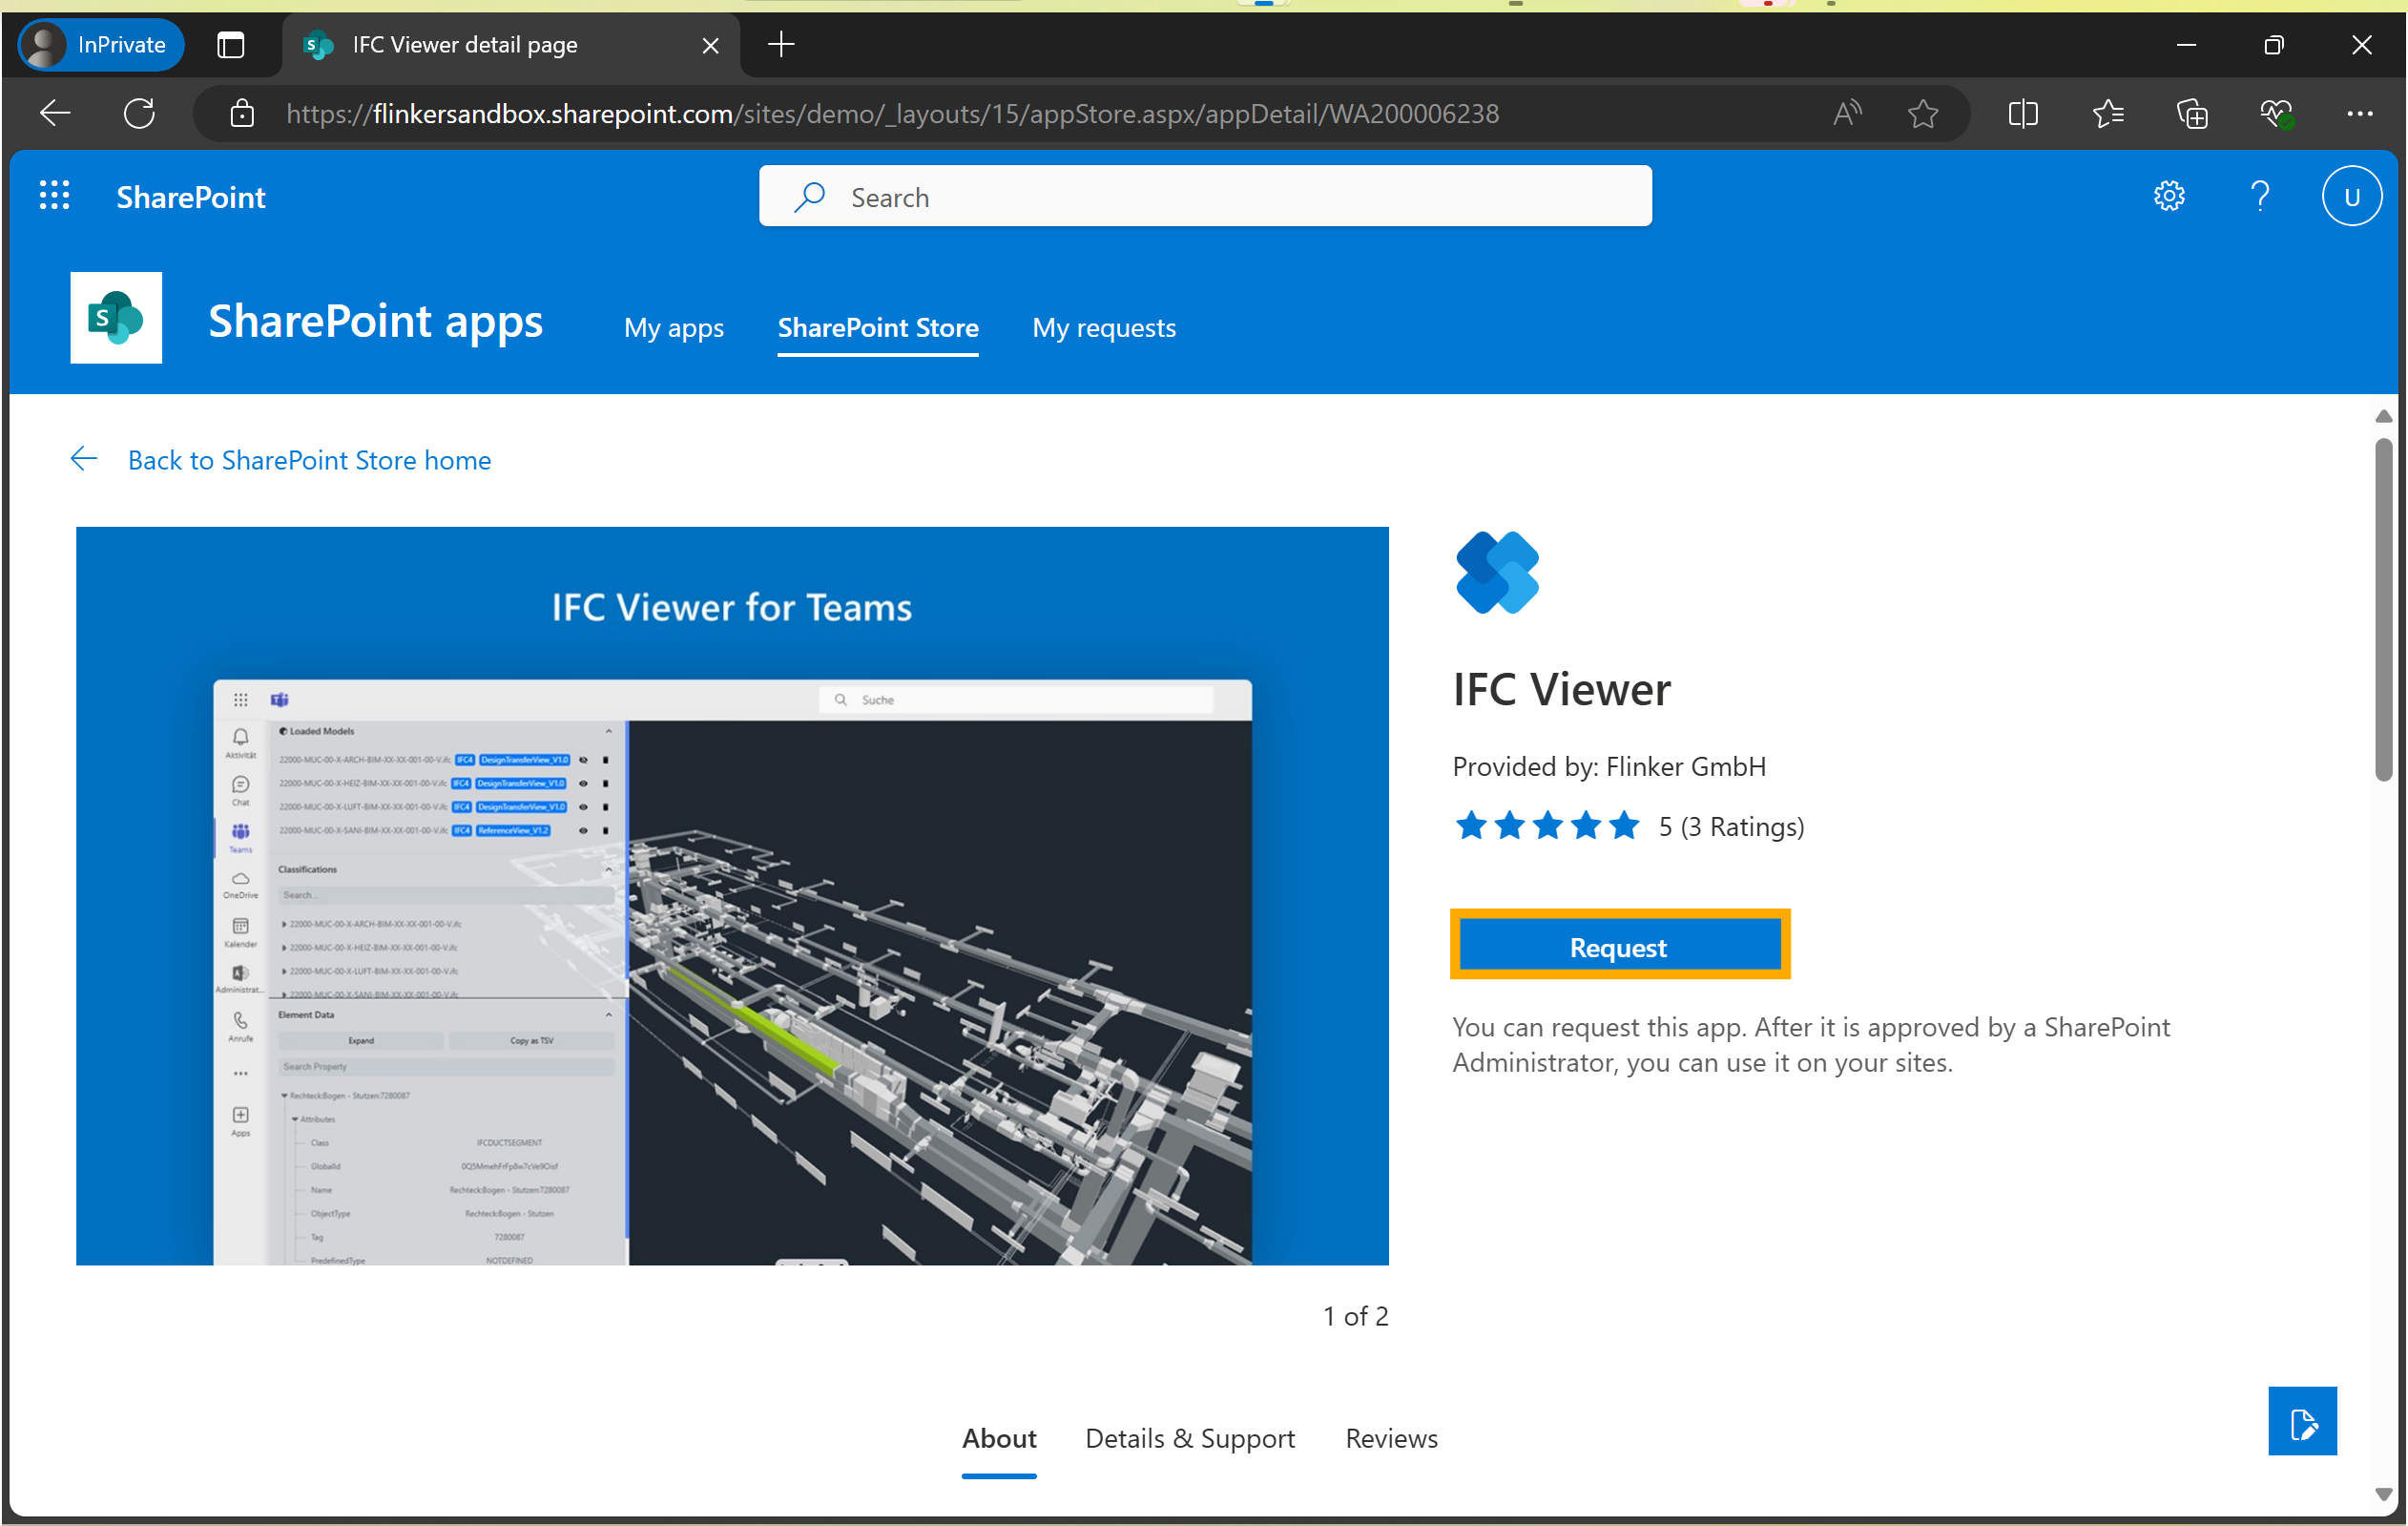 InPrivate
IFC Viewer detail page
https://flinkersandbox.sharepoint.com/sites/demo/_layouts/15/appStore.aspx/appDetail/WA200006238
SharePoint
Search
U
SharePoint apps
My apps
SharePoint Store
My requests
Back to SharePoint Store home
IFC Viewer for Teams
Suche
Aktivität
Chat
Teams
OneDrive
Kalender
Administrat...
Anrufe
Apps
Loaded Models
22000-MUC-00-X-ARCH-BIM-XX-XX-001-00-V.ifc IFC4 DesignTransferView_V1.0
22000-MUC-00-X-HEIZ-BIM-XX-XX-001-00-V.ifc IFC4 DesignTransferView_V1.0
22000-MUC-00-X-LUFT-BIM-XX-XX-001-00-V.ifc IFC4 DesignTransferView_V1.0
22000-MUC-00-X-SANI-BIM-XX-XX-001-00-V.ifc IFC4 ReferenceView_V1.2
Classifications
Search...
22000-MUC-00-X-ARCH-BIM-XX-XX-001-00-V.ifc
22000-MUC-00-X-HEIZ-BIM-XX-XX-001-00-V.ifc
22000-MUC-00-X-LUFT-BIM-XX-XX-001-00-V.ifc
22000-MUC-00-X-SANI-BIM-XX-XX-001-00-V.ifc
Element Data
Expand
Copy as TSV
Search Property
Rechteck:Bogen - Stutzen:7280087
Attributes
Class IFCDUCTSEGMENT
GlobalId
Name Rechteck:Bogen - Stutzen:7280087
ObjectType Rechteck:Bogen - Stutzen
Tag 7280087
PredefinedType NOTDEFINED
1 of 2
IFC Viewer
Provided by: Flinker GmbH
5 (3 Ratings)
Request
You can request this app. After it is approved by a SharePoint
Administrator, you can use it on your sites.
About
Details & Support
Reviews